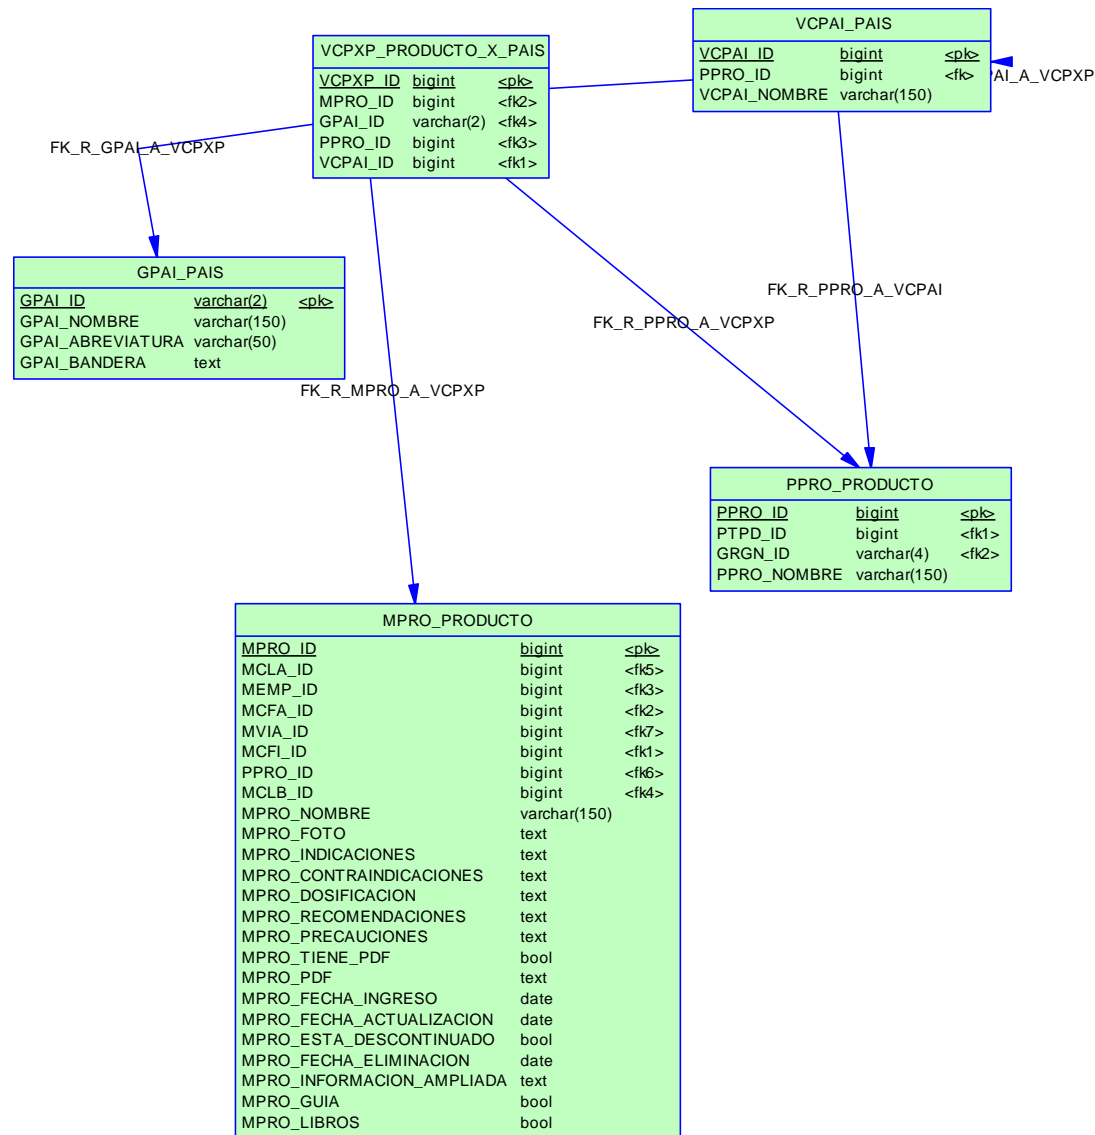 VCPAI_PAIS
VCPAI_ID bigint <pk>
PPRO_ID bigint <fk>
VCPAI_NOMBRE varchar(150)
AI_A_VCPXP
VCPXP_PRODUCTO_X_PAIS
VCPXP_ID bigint <pk>
MPRO_ID bigint <fk2>
GPAI_ID varchar(2) <fk4>
PPRO_ID bigint <fk3>
VCPAI_ID bigint <fk1>
FK_R_GPAI_A_VCPXP
GPAI_PAIS
GPAI_ID varchar(2) <pk>
GPAI_NOMBRE varchar(150)
GPAI_ABREVIATURA varchar(50)
GPAI_BANDERA text
FK_R_PPRO_A_VCPAI
FK_R_PPRO_A_VCPXP
FK_R_MPRO_A_VCPXP
PPRO_PRODUCTO
PPRO_ID bigint <pk>
PTPD_ID bigint <fk1>
GRGN_ID varchar(4) <fk2>
PPRO_NOMBRE varchar(150)
MPRO_PRODUCTO
MPRO_ID bigint <pk>
MCLA_ID bigint <fk5>
MEMP_ID bigint <fk3>
MCFA_ID bigint <fk2>
MVIA_ID bigint <fk7>
MCFI_ID bigint <fk1>
PPRO_ID bigint <fk6>
MCLB_ID bigint <fk4>
MPRO_NOMBRE varchar(150)
MPRO_FOTO text
MPRO_INDICACIONES text
MPRO_CONTRAINDICACIONES text
MPRO_DOSIFICACION text
MPRO_RECOMENDACIONES text
MPRO_PRECAUCIONES text
MPRO_TIENE_PDF bool
MPRO_PDF text
MPRO_FECHA_INGRESO date
MPRO_FECHA_ACTUALIZACION date
MPRO_ESTA_DESCONTINUADO bool
MPRO_FECHA_ELIMINACION date
MPRO_INFORMACION_AMPLIADA text
MPRO_GUIA bool
MPRO_LIBROS bool